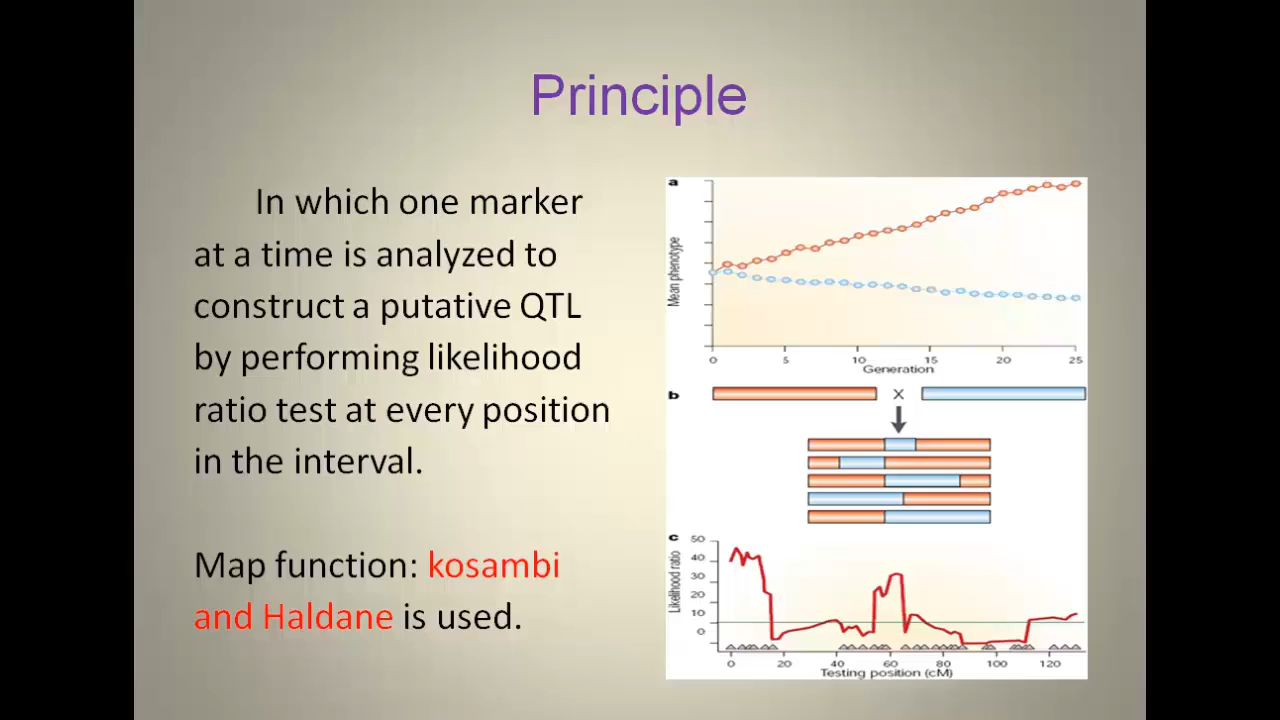 Principle
In which one marker
at a time is analyzed to
construct a putative QTL
by performing likelihood
ratio test at every position
in the interval.
Map function: kosambi
and Haldane is used.
a
Mean phenotype
0 5 10 15 20 25
Generation
b
X
c
Likelihood ratio
50
40
30
20
10
0
0 20 40 60 80 100 120
Testing position (cM)